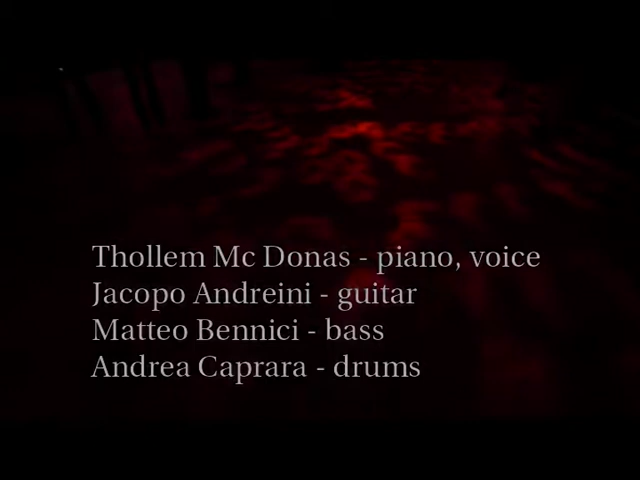 Thollem Mc Donas - piano, voice
Jacopo Andreini - guitar
Matteo Bennici - bass
Andrea Caprara - drums